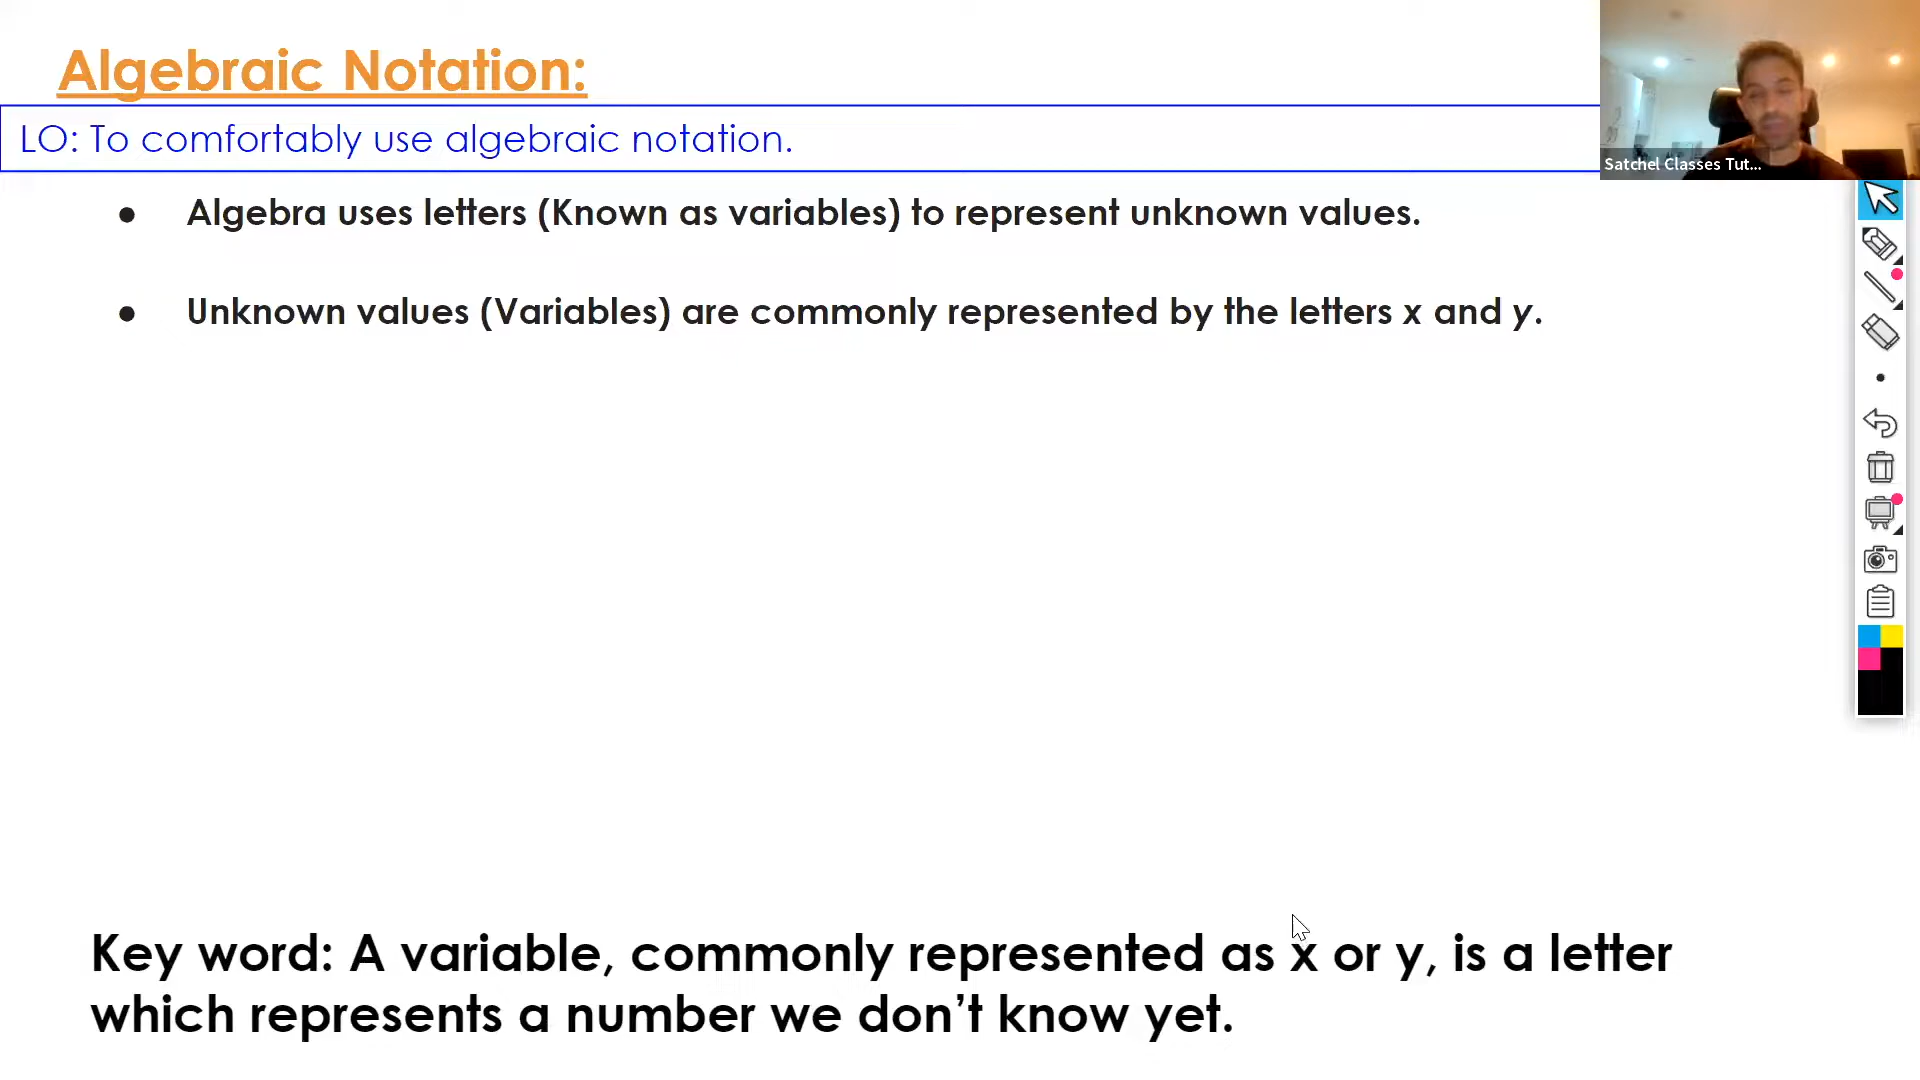 Algebraic Notation:
LO: To comfortably use algebraic notation.
Satchel Classes Tut...
● Algebra uses letters (Known as variables) to represent unknown values.
● Unknown values (Variables) are commonly represented by the letters x and y.
Key word: A variable, commonly represented as x or y, is a letter
which represents a number we don’t know yet.